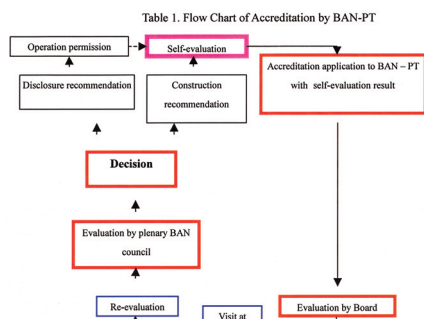 Table 1. Flow Chart of Accreditation by BAN-PT
Operation permission
Self-evaluation
Accreditation application to BAN – PT
with self-evaluation result
Disclosure recommendation
Construction
recommendation
Decision
Evaluation by plenary BAN
council
Re-evaluation
Visit at
Evaluation by Board